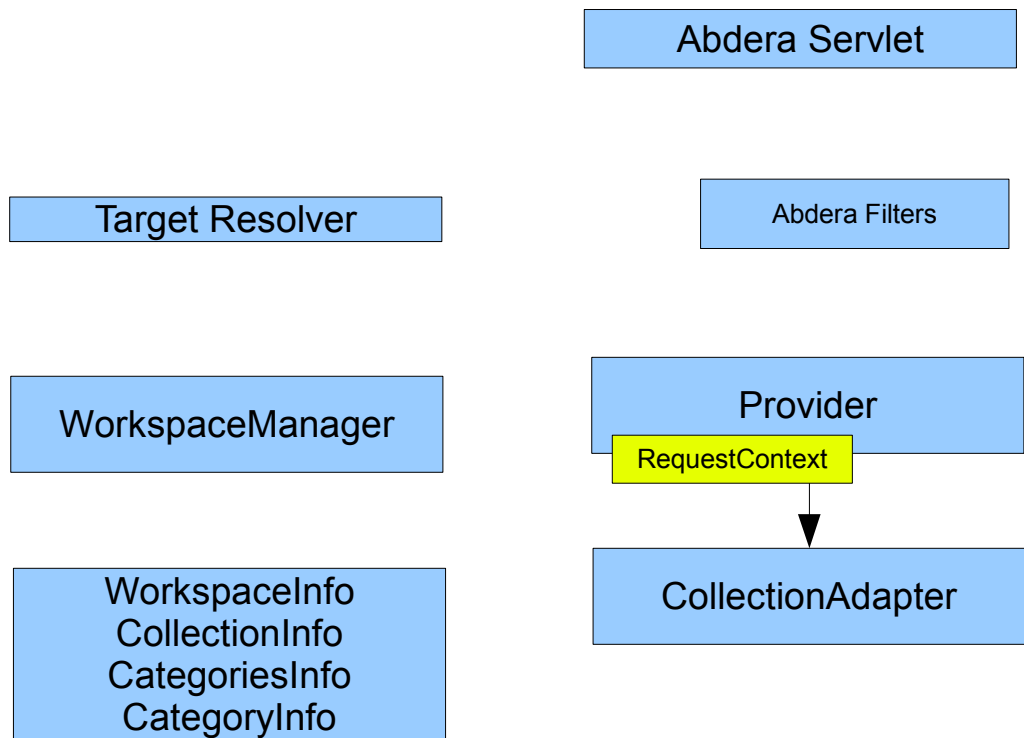 Abdera Servlet
Target Resolver
Abdera Filters
WorkspaceManager
Provider
RequestContext
WorkspaceInfo
CollectionInfo
CategoriesInfo
CategoryInfo
CollectionAdapter